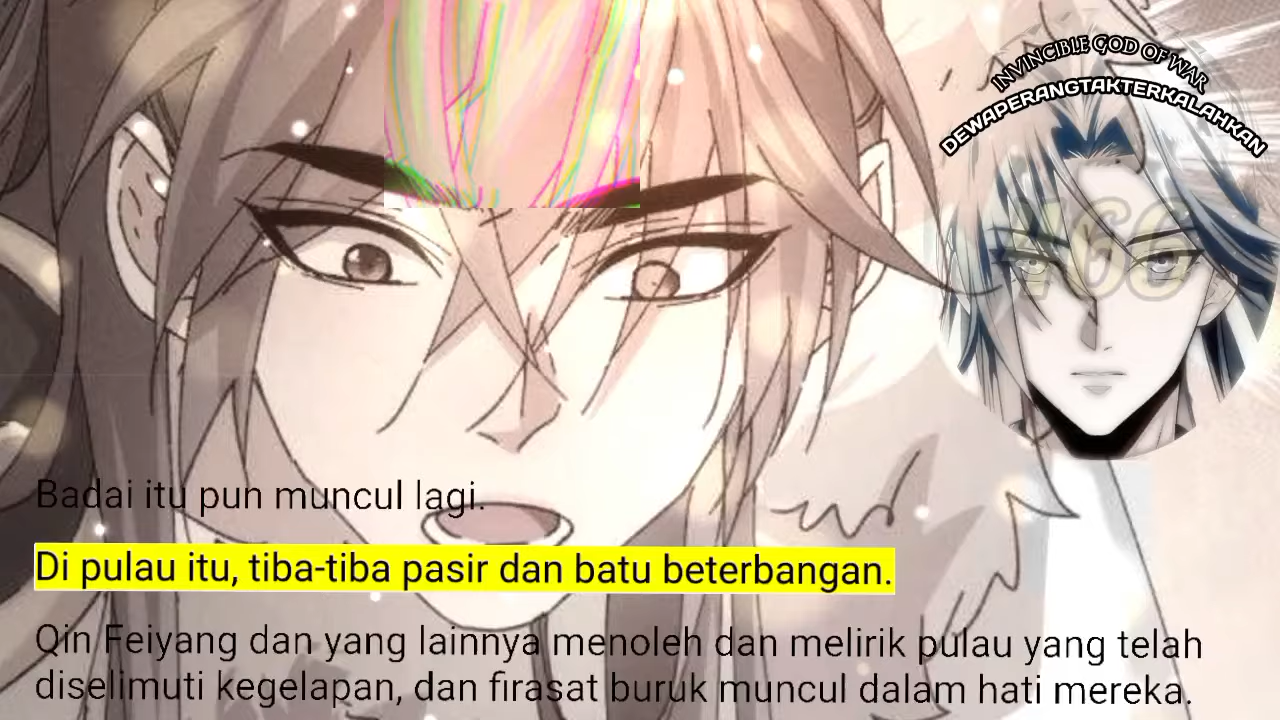 INVINCIBLE GOD OF WAR
DEWAPERANGTAKTERKALAHKAN
Badai itu pun muncul lagi.
Di pulau itu, tiba-tiba pasir dan batu beterbangan.
Qin Feiyang dan yang lainnya menoleh dan melirik pulau yang telah
diselimuti kegelapan, dan firasat buruk muncul dalam hati mereka.